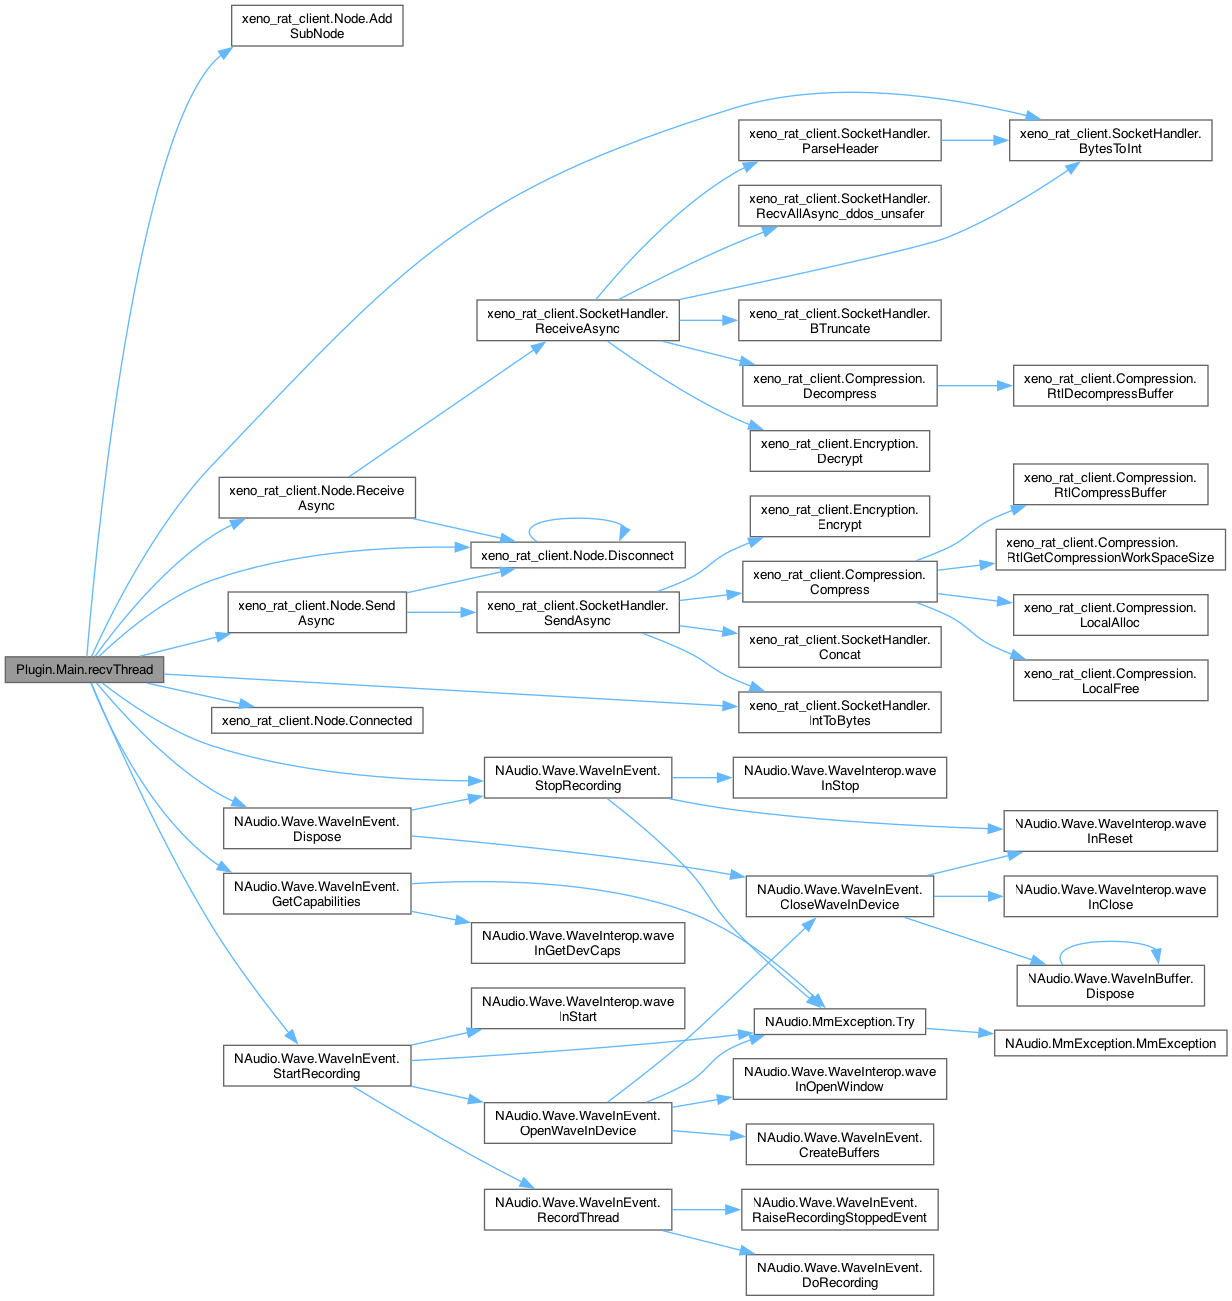 xeno_rat_client.Node.Add
SubNode
xeno_rat_client.SocketHandler.
ParseHeader
xeno_rat_client.SocketHandler.
BytesToInt
xeno_rat_client.SocketHandler.
RecvAllAsync_ddos_unsafer
xeno_rat_client.SocketHandler.
ReceiveAsync
xeno_rat_client.SocketHandler.
BTruncate
xeno_rat_client.Compression.
Decompress
xeno_rat_client.Compression.
RtlDecompressBuffer
xeno_rat_client.Encryption.
Decrypt
xeno_rat_client.Node.Receive
Async
xeno_rat_client.Compression.
RtlCompressBuffer
xeno_rat_client.Encryption.
Encrypt
xeno_rat_client.Node.Disconnect
xeno_rat_client.Compression.
RtlGetCompressionWorkSpaceSize
xeno_rat_client.Compression.
Compress
xeno_rat_client.Node.Send
Async
xeno_rat_client.SocketHandler.
SendAsync
xeno_rat_client.Compression.
LocalAlloc
xeno_rat_client.SocketHandler.
Concat
Plugin.Main.recvThread
xeno_rat_client.Compression.
LocalFree
xeno_rat_client.Node.Connected
xeno_rat_client.SocketHandler.
IntToBytes
NAudio.Wave.WaveInEvent.
StopRecording
NAudio.Wave.WaveInterop.wave
InStop
NAudio.Wave.WaveInEvent.
Dispose
NAudio.Wave.WaveInterop.wave
InReset
NAudio.Wave.WaveInEvent.
GetCapabilities
NAudio.Wave.WaveInEvent.
CloseWaveInDevice
NAudio.Wave.WaveInterop.wave
InClose
NAudio.Wave.WaveInterop.wave
InGetDevCaps
NAudio.Wave.WaveInBuffer.
Dispose
NAudio.Wave.WaveInterop.wave
InStart
NAudio.MmException.Try
NAudio.MmException.MmException
NAudio.Wave.WaveInEvent.
StartRecording
NAudio.Wave.WaveInterop.wave
InOpenWindow
NAudio.Wave.WaveInEvent.
OpenWaveInDevice
NAudio.Wave.WaveInEvent.
CreateBuffers
NAudio.Wave.WaveInEvent.
RecordThread
NAudio.Wave.WaveInEvent.
RaiseRecordingStoppedEvent
NAudio.Wave.WaveInEvent.
DoRecording